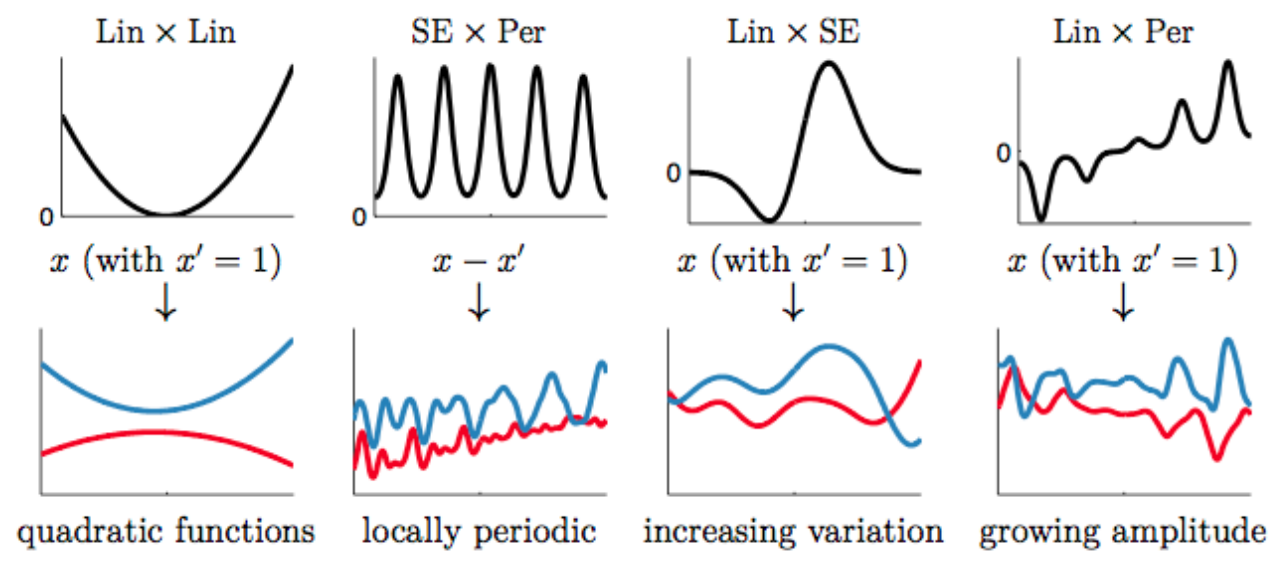 Lin × Lin
SE × Per
Lin × SE
Lin × Per
0
0
0
0
x (with x′ = 1)
x − x′
x (with x′ = 1)
x (with x′ = 1)
↓
↓
↓
↓
quadratic functions
locally periodic
increasing variation
growing amplitude